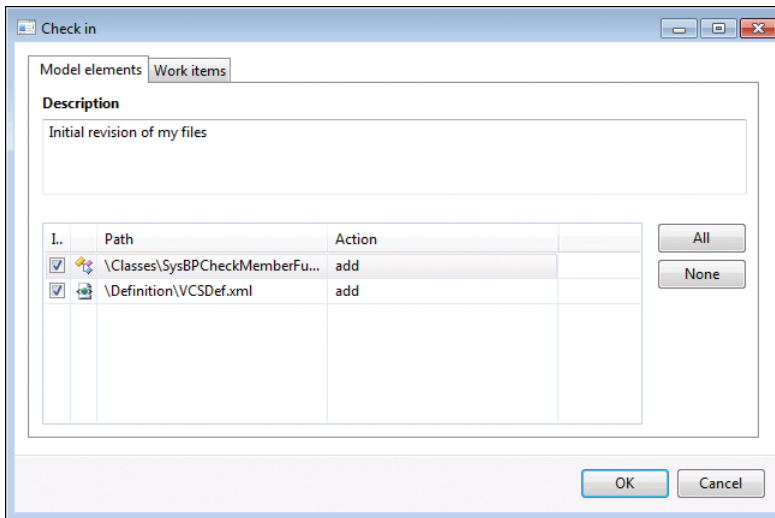 Check in
Model elements Work items
Description
Initial revision of my files
I.. Path Action
\Classes\SysBPCheckMemberFu... add
\Definition\VCSDef.xml add
All
None
OK Cancel